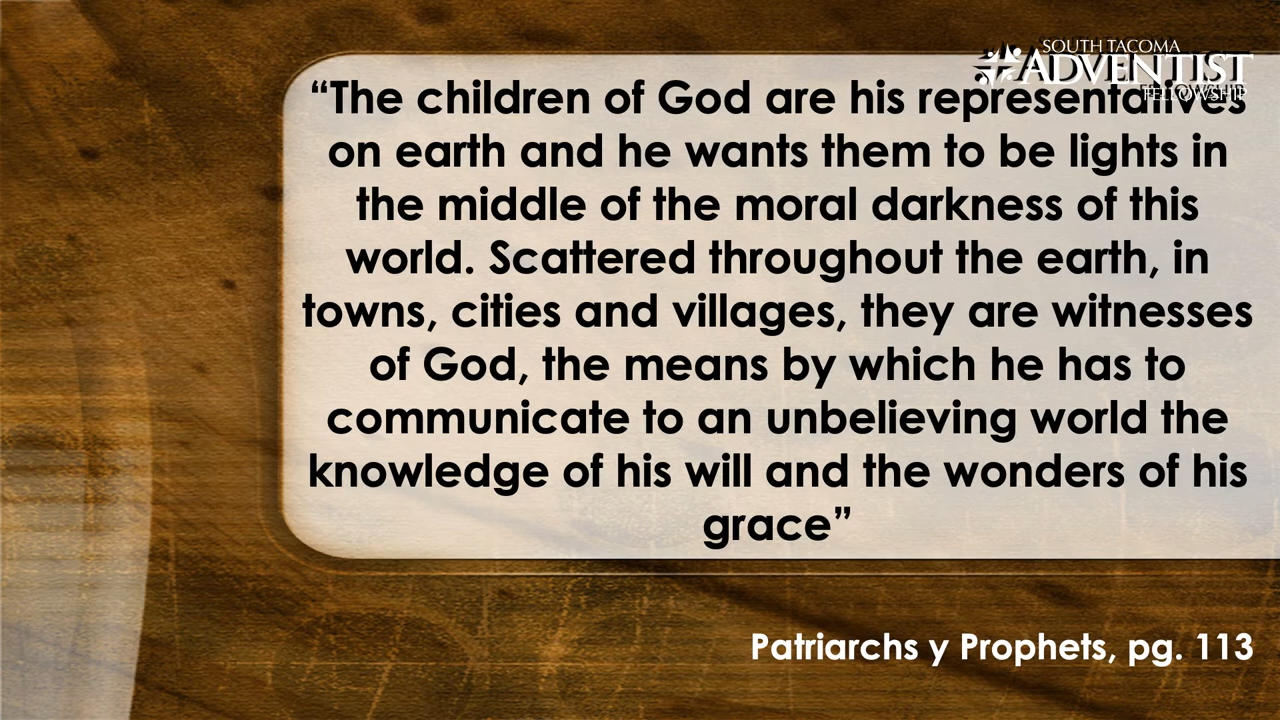 SOUTH TACOMA
ADVENTIST
FELLOWSHIP
“The children of God are his representatives
on earth and he wants them to be lights in
the middle of the moral darkness of this
world. Scattered throughout the earth, in
towns, cities and villages, they are witnesses
of God, the means by which he has to
communicate to an unbelieving world the
knowledge of his will and the wonders of his
grace”
Patriarchs y Prophets, pg. 113